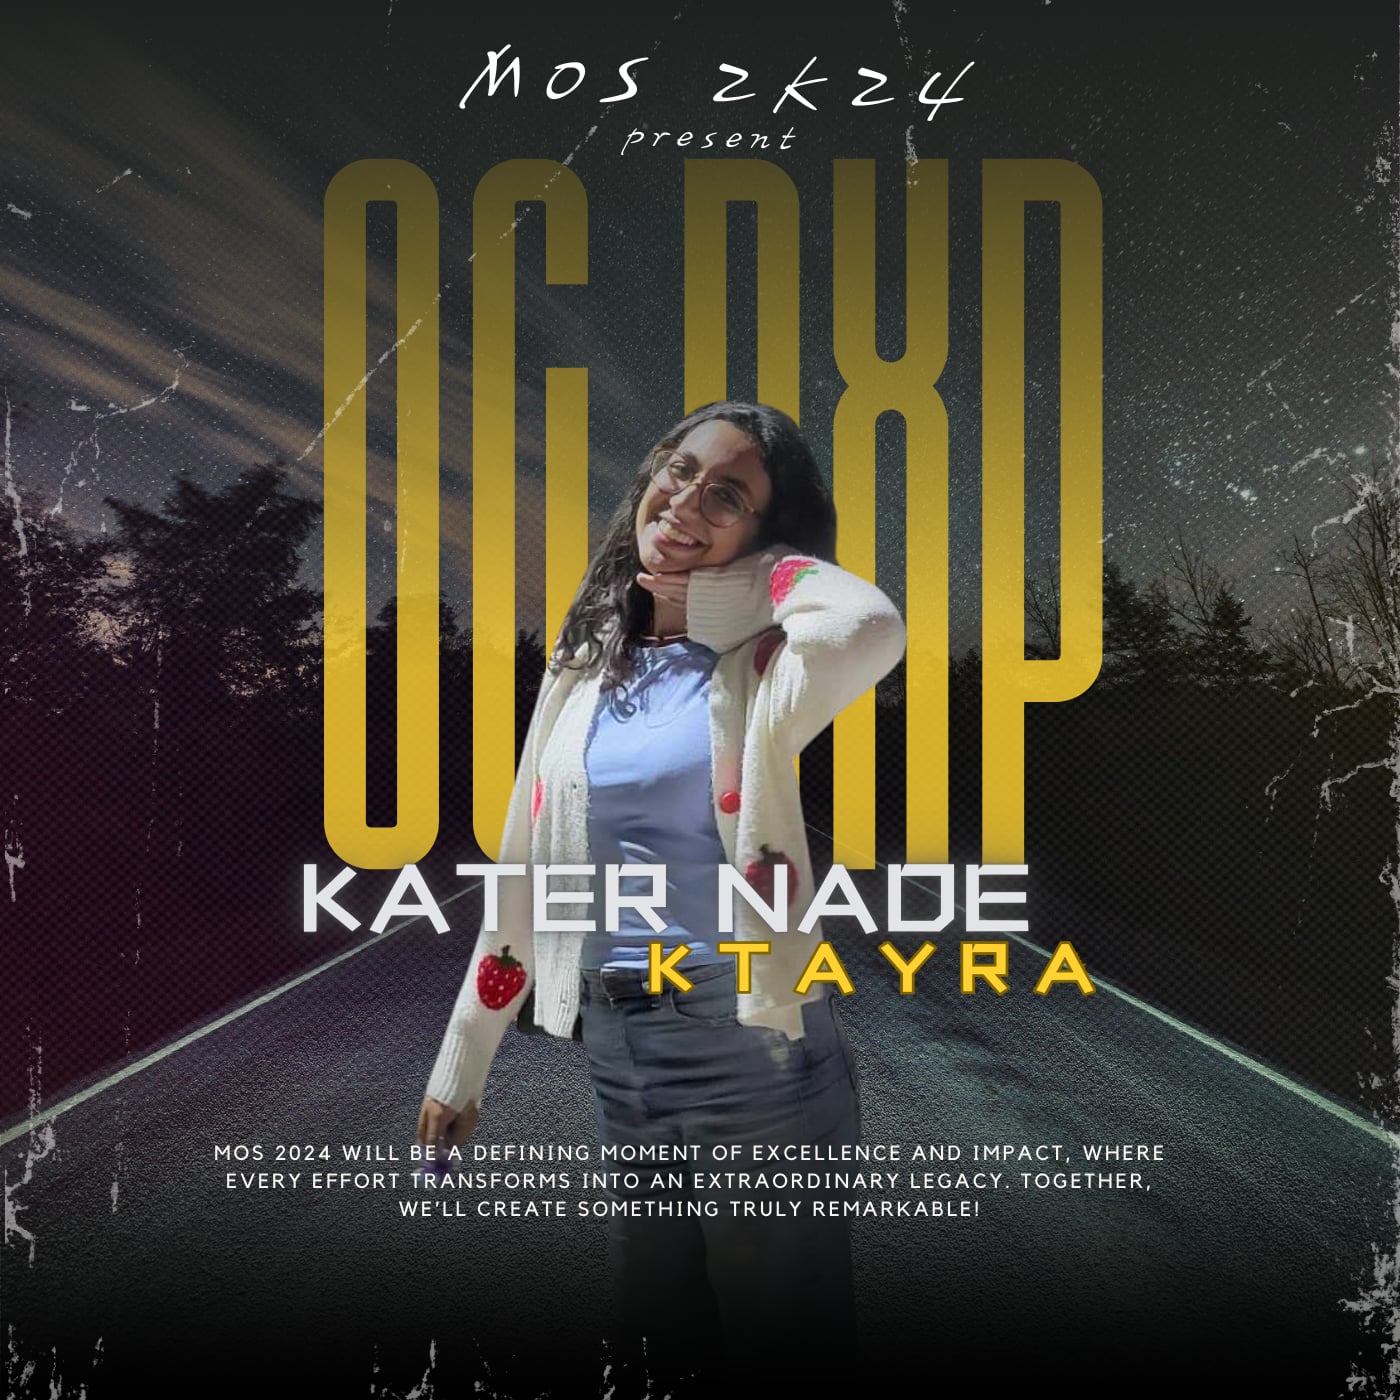 MOS 2K24
present
OC PXP
KATER NADE
KTAYRA
MOS 2024 WILL BE A DEFINING MOMENT OF EXCELLENCE AND IMPACT, WHERE
EVERY EFFORT TRANSFORMS INTO AN EXTRAORDINARY LEGACY. TOGETHER,
WE'LL CREATE SOMETHING TRULY REMARKABLE!